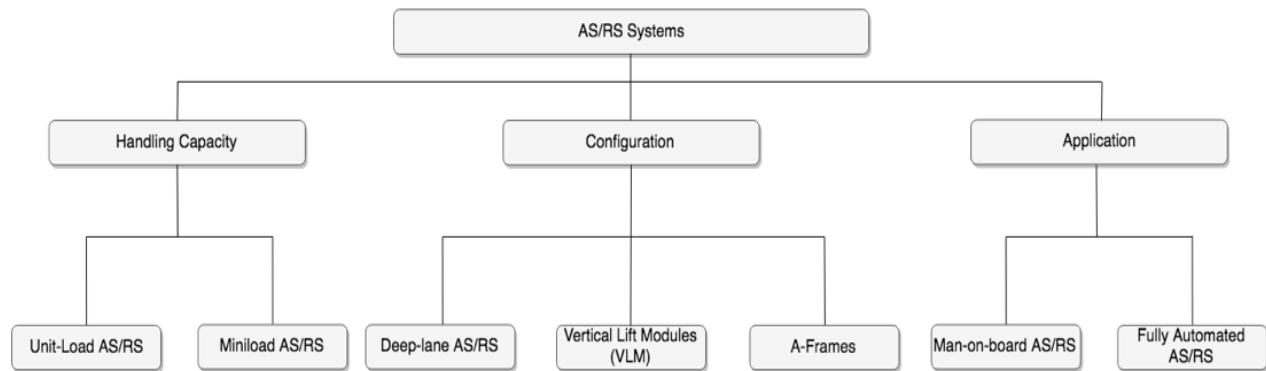 AS/RS Systems
Handling Capacity
Configuration
Application
Unit-Load AS/RS
Miniload AS/RS
Deep-lane AS/RS
Vertical Lift Modules
(VLM)
A-Frames
Man-on-board AS/RS
Fully Automated
AS/RS